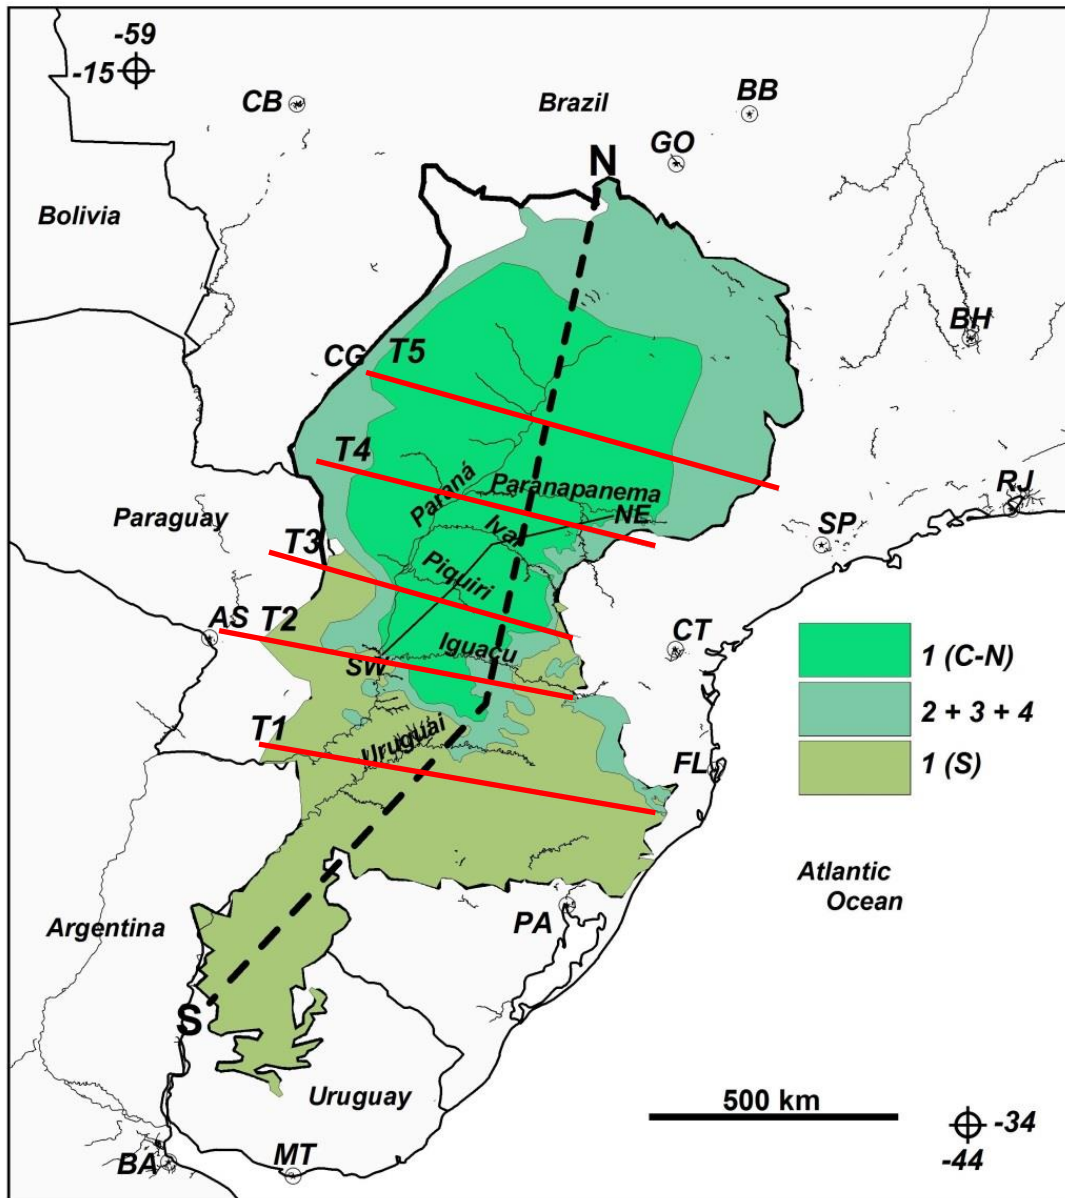 -59
-15
CB
Brazil
BB
GO
N
Bolivia
BH
CG
T5
T4
Paraná
Paranapanema
NE
RJ
Paraguay
Ivaí
SP
T3
Piquiri
AS
T2
Iguaçu
CT
SW
1 (C-N)
2 + 3 + 4
1 (S)
T1
Uruguai
FL
Atlantic
Ocean
PA
Argentina
S
Uruguay
500 km
-34
-44
BA
MT